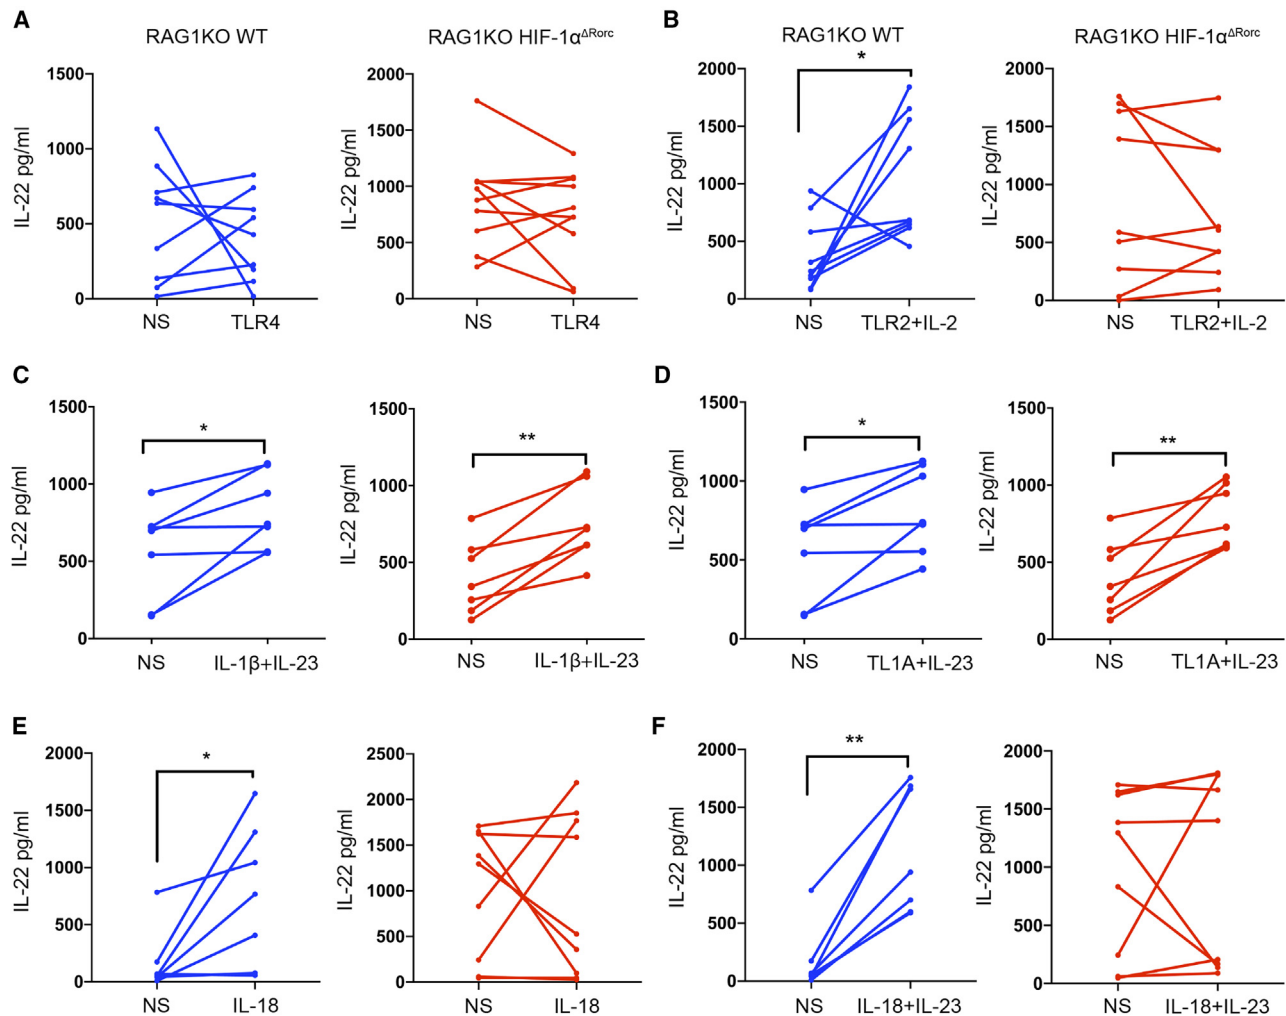 A
RAG1KO WT
RAG1KO HIF-1αΔRorc
B
RAG1KO WT
RAG1KO HIF-1αΔRorc
IL-22 pg/ml
1500
1000
500
0
NS
TLR4
IL-22 pg/ml
2000
1500
1000
500
0
NS
TLR4
IL-22 pg/ml
2000
1500
1000
500
0
*
NS
TLR2+IL-2
IL-22 pg/ml
2000
1500
1000
500
0
NS
TLR2+IL-2
C
IL-22 pg/ml
1500
1000
500
0
*
NS
IL-1β+IL-23
IL-22 pg/ml
1500
1000
500
0
**
NS
IL-1β+IL-23
D
IL-22 pg/ml
1500
1000
500
0
*
NS
TL1A+IL-23
IL-22 pg/ml
1500
1000
500
0
**
NS
TL1A+IL-23
E
IL-22 pg/ml
2000
1500
1000
500
0
*
NS
IL-18
IL-22 pg/ml
2500
2000
1500
1000
500
0
NS
IL-18
F
IL-22 pg/ml
2000
1500
1000
500
0
**
NS
IL-18+IL-23
IL-22 pg/ml
2000
1500
1000
500
0
NS
IL-18+IL-23